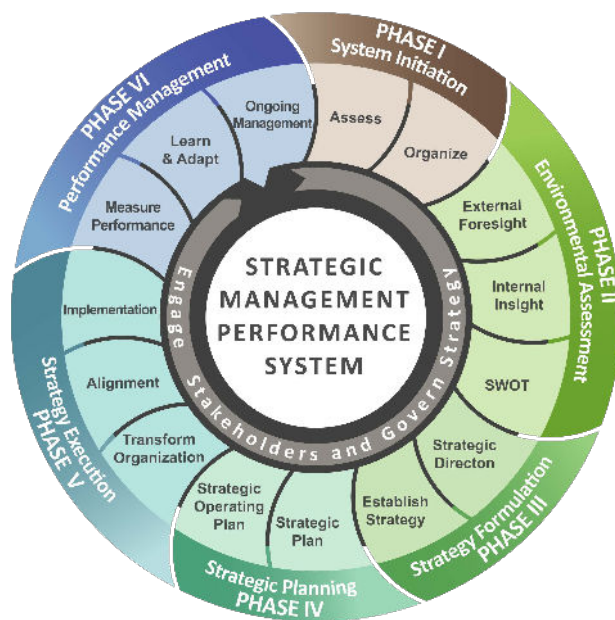 STRATEGIC
MANAGEMENT
PERFORMANCE
SYSTEM
Engage Stakeholders and Govern Strategy
PHASE I
System Initiation
Assess
Organize
PHASE II
Environmental Assessment
External
Foresight
Internal
Insight
SWOT
Strategy Formulation
PHASE III
Strategic
Directon
Establish
Strategy
Strategic Planning
PHASE IV
Strategic
Plan
Strategic
Operating
Plan
Strategy Execution
PHASE V
Transform
Organization
Alignment
Implementation
PHASE VI
Performance Management
Measure
Performance
Learn
& Adapt
Ongoing
Management